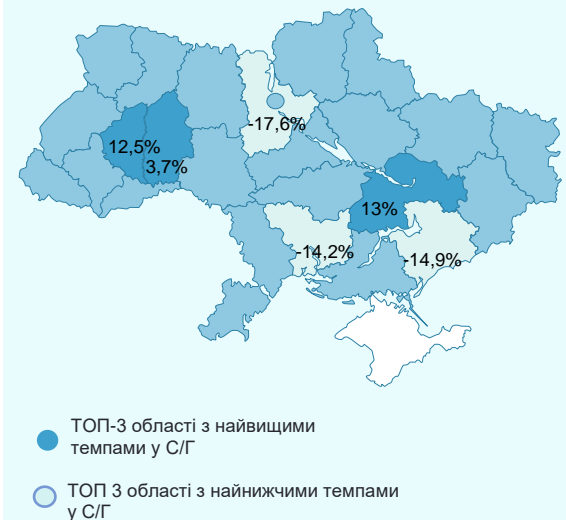 -17,6%
12,5%
3,7%
13%
-14,2%
-14,9%
ТОП-3 області з найвищими
темпами у С/Г
ТОП 3 області з найнижчими темпами
у С/Г